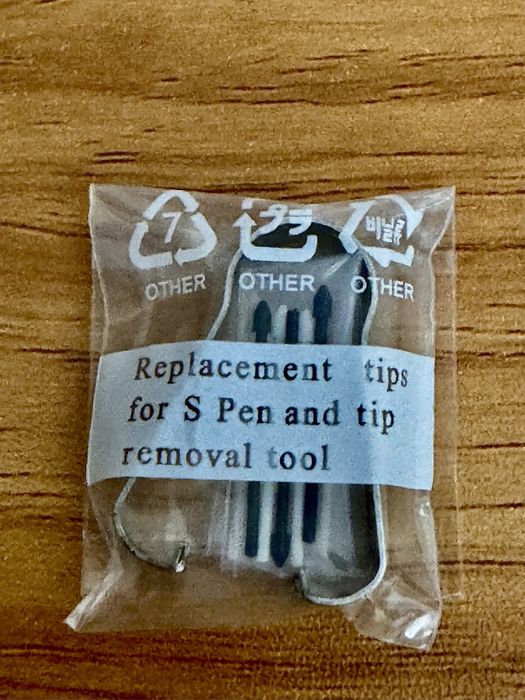 7 プラ 비닐류
OTHER OTHER OTHER
Replacement tips
for S Pen and tip
removal tool